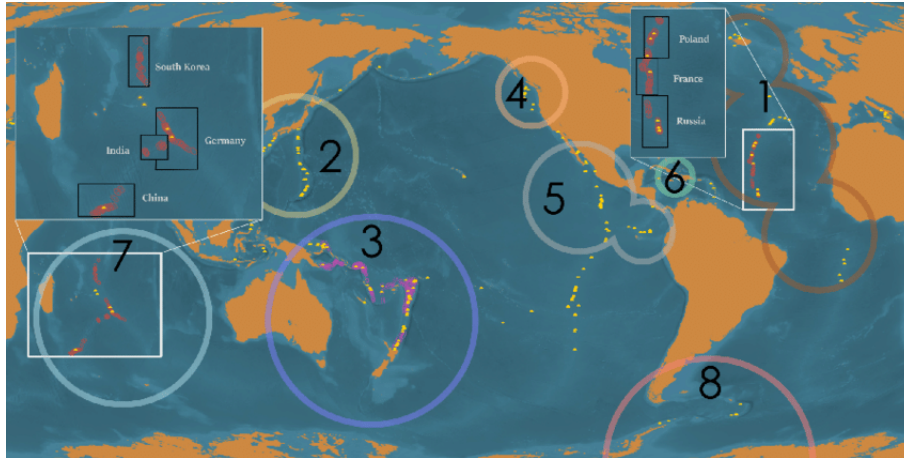 South Korea
Germany
India
China
Poland
France
Russia
1
2
3
4
5
6
7
8